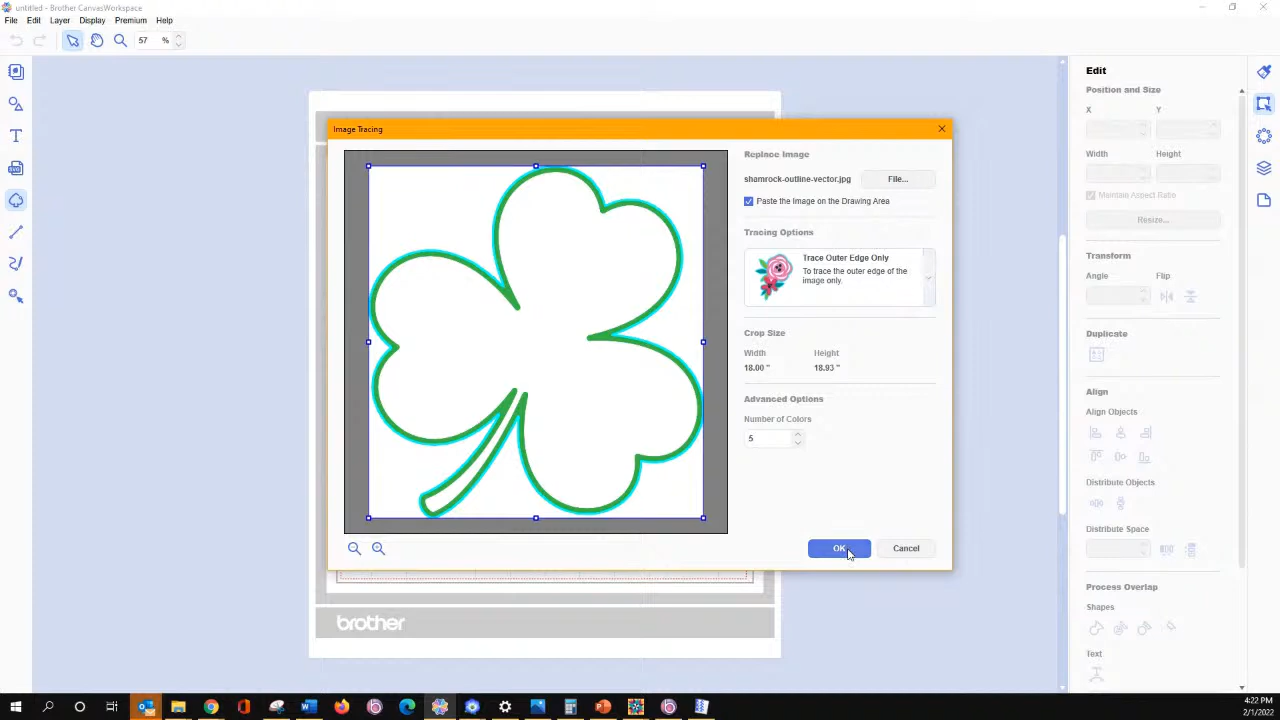 untitled - Brother CanvasWorkspace
File Edit Layer Display Premium Help
57 %
Edit
Position and Size
X Y
Width Height
Maintain Aspect Ratio
Resize...
Transform
Angle Flip
Duplicate
Align
Align Objects
Distribute Objects
Distribute Space
Process Overlap
Shapes
Text
Image Tracing
Replace Image
shamrock-outline-vector.jpg File...
Paste the Image on the Drawing Area
Tracing Options
Trace Outer Edge Only
To trace the outer edge of the
image only.
Crop Size
Width Height
18.00 " 18.93 "
Advanced Options
Number of Colors
5
OK Cancel
brother
4:22 PM
2/1/2022